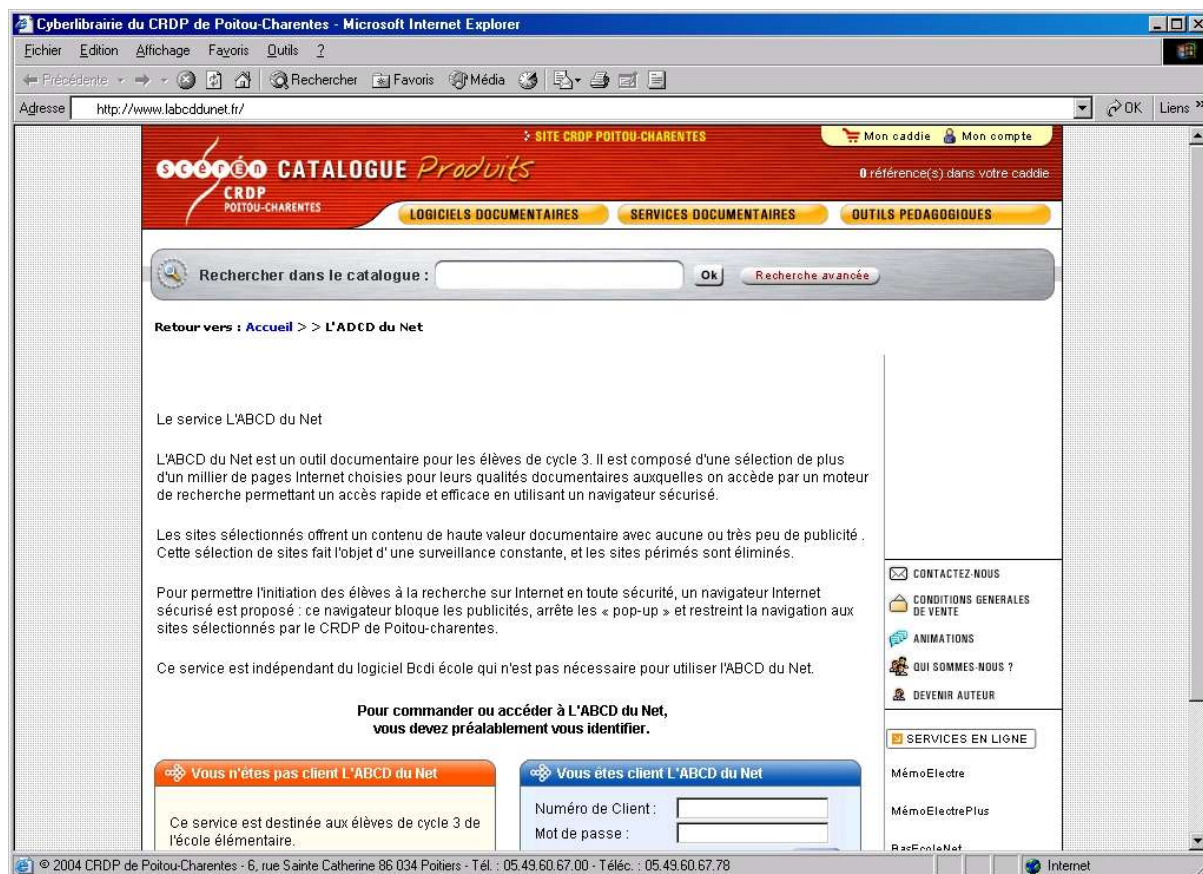 Cyberlibrairie du CRDP de Poitou-Charentes - Microsoft Internet Explorer
Fichier Edition Affichage Favoris Outils ?
Précédente Rechercher Favoris Média
Adresse http://www.labcddunet.fr/ OK Liens »
SITE CRDP POITOU-CHARENTES Mon caddie Mon compte
scérén CATALOGUE Produits
0 référence(s) dans votre caddie
CRDP
POITOU-CHARENTES
LOGICIELS DOCUMENTAIRES SERVICES DOCUMENTAIRES OUTILS PEDAGOGIQUES
Rechercher dans le catalogue : Ok Recherche avancée
Retour vers : Accueil > > L'ADCD du Net
Le service L'ABCD du Net
L'ABCD du Net est un outil documentaire pour les élèves de cycle 3. Il est composé d'une sélection de plus
d'un millier de pages Internet choisies pour leurs qualités documentaires auxquelles on accède par un moteur
de recherche permettant un accès rapide et efficace en utilisant un navigateur sécurisé.
Les sites sélectionnés offrent un contenu de haute valeur documentaire avec aucune ou très peu de publicité .
Cette sélection de sites fait l'objet d' une surveillance constante, et les sites périmés sont éliminés.
Pour permettre l'initiation des élèves à la recherche sur Internet en toute sécurité, un navigateur Internet
sécurisé est proposé : ce navigateur bloque les publicités, arrête les « pop-up » et restreint la navigation aux
sites sélectionnés par le CRDP de Poitou-charentes.
Ce service est indépendant du logiciel Bcdi école qui n'est pas nécessaire pour utiliser l'ABCD du Net.
Pour commander ou accéder à L'ABCD du Net,
vous devez préalablement vous identifier.
Vous n'êtes pas client L'ABCD du Net
Ce service est destinée aux élèves de cycle 3 de
l'école élémentaire.
Vous êtes client L'ABCD du Net
Numéro de Client :
Mot de passe :
CONTACTEZ-NOUS
CONDITIONS GENERALES
DE VENTE
ANIMATIONS
QUI SOMMES-NOUS ?
DEVENIR AUTEUR
SERVICES EN LIGNE
MémoElectre
MémoElectrePlus
BasEcoleNet
© 2004 CRDP de Poitou-Charentes - 6, rue Sainte Catherine 86 034 Poitiers - Tél. : 05.49.60.67.00 - Téléc. : 05.49.60.67.78 Internet